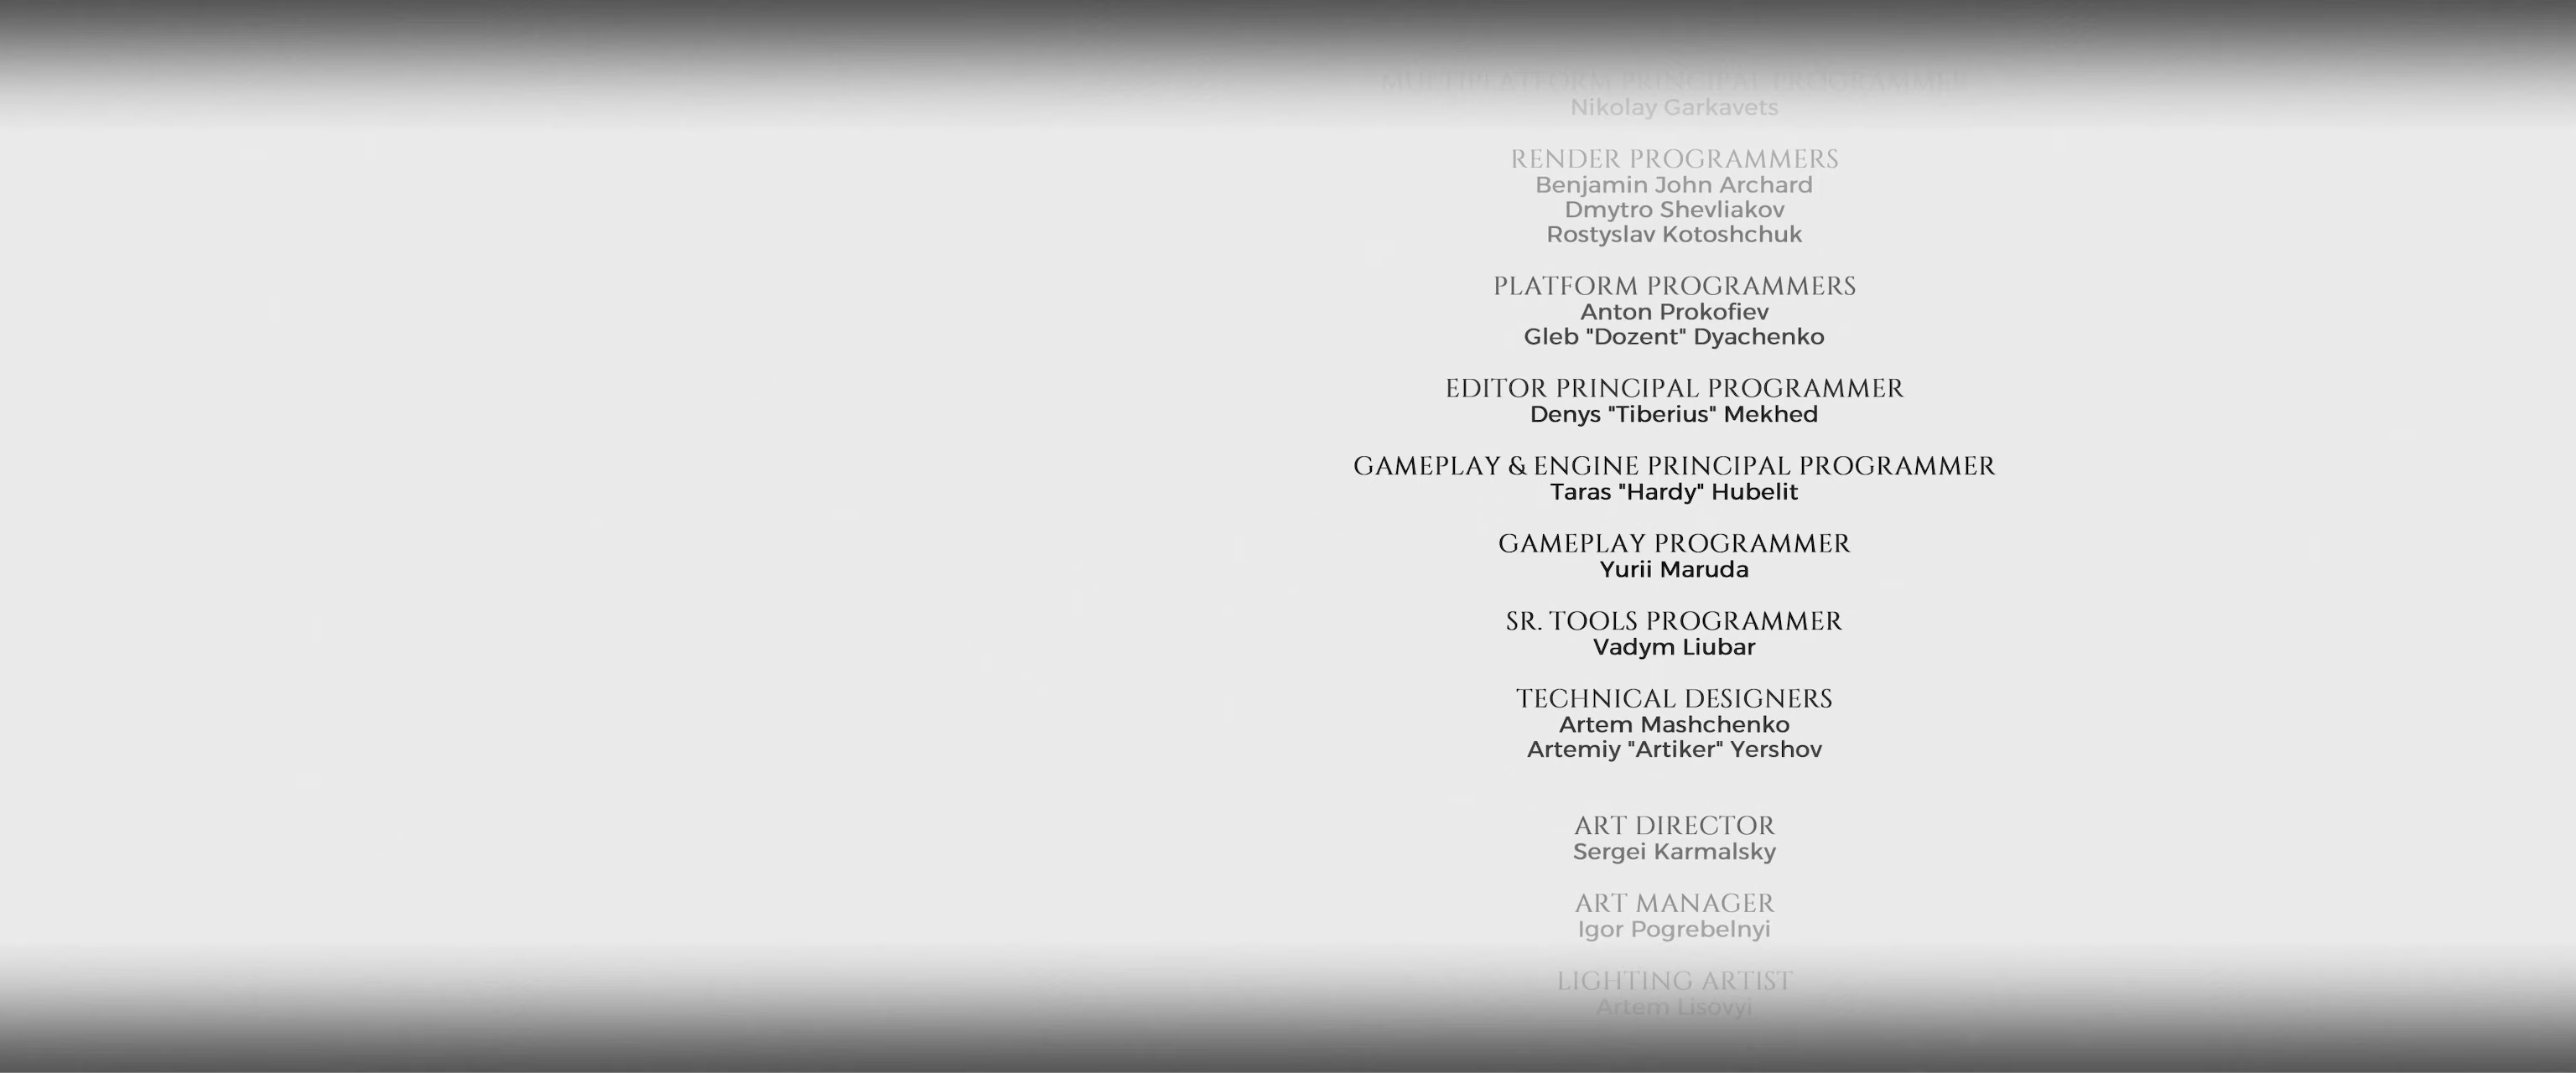 MULTIPLATFORM PRINCIPAL PROGRAMMER
Nikolay Garkavets
RENDER PROGRAMMERS
Benjamin John Archard
Dmytro Shevliakov
Rostyslav Kotoshchuk
PLATFORM PROGRAMMERS
Anton Prokofiev
Gleb "Dozent" Dyachenko
EDITOR PRINCIPAL PROGRAMMER
Denys "Tiberius" Mekhed
GAMEPLAY & ENGINE PRINCIPAL PROGRAMMER
Taras "Hardy" Hubelit
GAMEPLAY PROGRAMMER
Yurii Maruda
SR. TOOLS PROGRAMMER
Vadym Liubar
TECHNICAL DESIGNERS
Artem Mashchenko
Artemiy "Artiker" Yershov
ART DIRECTOR
Sergei Karmalsky
ART MANAGER
Igor Pogrebelnyi
LIGHTING ARTIST
Artem Lisovyi